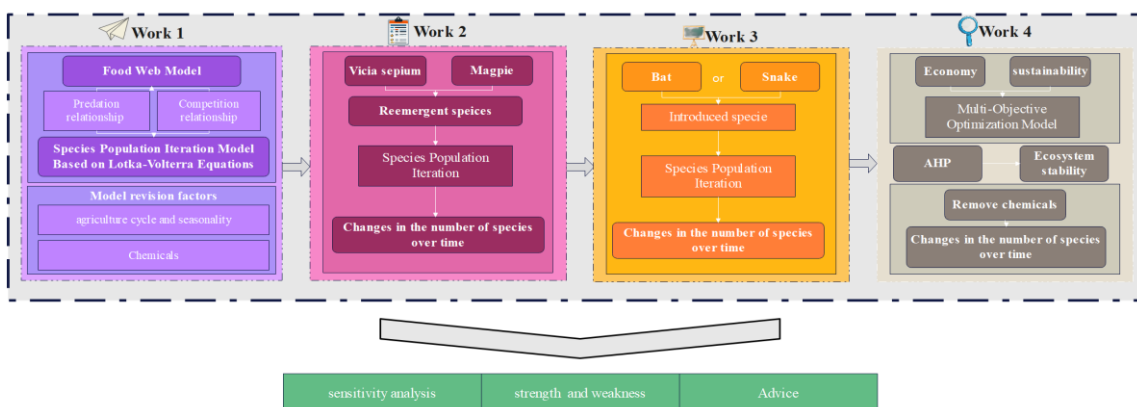 Work 1
Food Web Model
Predation
relationship
Competition
relationship
Species Population Iteration Model
Based on Lotka-Volterra Equations
Model revision factors
agriculture cycle and seasonality
Chemicals
Work 2
Vicia sepium
Magpie
Reemergent speices
Species Population
Iteration
Changes in the number of species
over time
Work 3
Bat
or
Snake
Introduced specie
Species Population
Iteration
Changes in the number of species
over time
Work 4
Economy
sustainability
Multi-Objective
Optimization Model
AHP
Ecosystem
stability
Remove chemicals
Changes in the number of species
over time
sensitivity analysis
strength and weakness
Advice